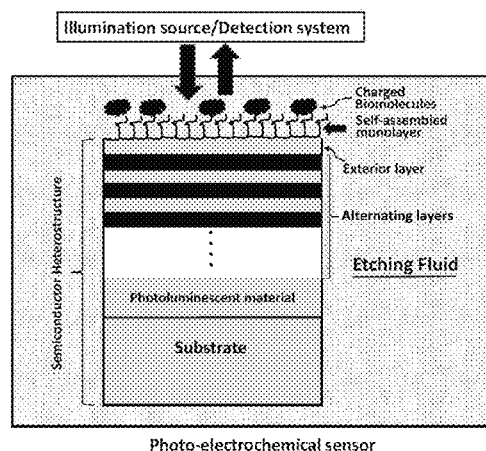 Illumination source/Detection system
Charged
Biomolecules
Self-assembled
monolayer
Exterior layer
Alternating layers
Etching Fluid
Semiconductor Heterostructure
Photoluminescent material
Substrate
Photo-electrochemical sensor